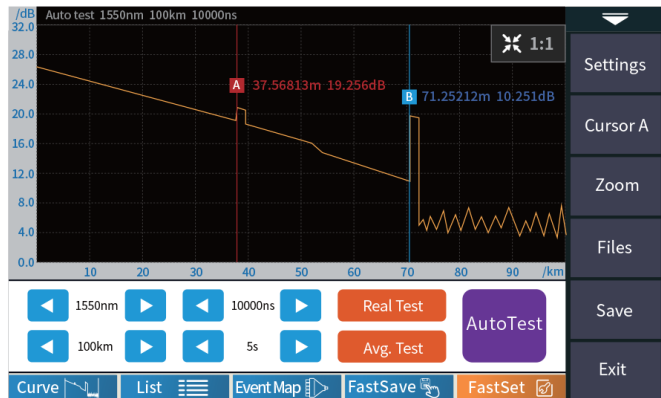 /dB Auto test 1550nm 100km 10000ns
32.0
1:1
28.0
Settings
24.0
A 37.56813m 19.256dB
B 71.25212m 10.251dB
20.0
Cursor A
16.0
12.0
Zoom
8.0
4.0
Files
0.0
10 20 30 40 50 60 70 80 90 /km
1550nm 10000ns Real Test
AutoTest
Save
100km 5s Avg. Test
Exit
Curve List Event Map FastSave FastSet